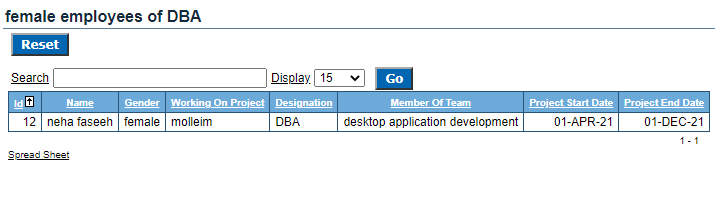 female employees of DBA
Reset
Search Display 15 Go
Id Name Gender Working On Project Designation Member Of Team Project Start Date Project End Date
12 neha faseeh female molleim DBA desktop application development 01-APR-21 01-DEC-21
1 - 1
Spread Sheet